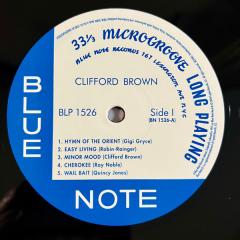 33⅓ MICROGROOVE LONG PLAYING
BLUE NOTE RECORDS 767 LEXINGTON AVE NYC
CLIFFORD BROWN
BLP 1526
Side I
(BN 1526-A)
1. HYMN OF THE ORIENT (Gigi Gryce)
2. EASY LIVING (Robin-Rainger)
3. MINOR MOOD (Clifford Brown)
4. CHEROKEE (Ray Noble)
5. WAIL BAIT (Quincy Jones)
BLUE
NOTE